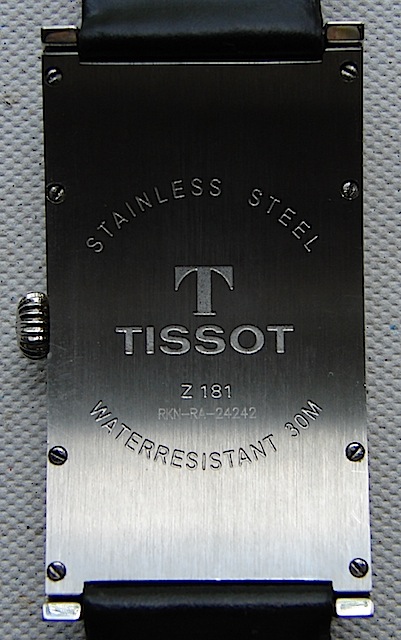 STAINLESS STEEL
T
TISSOT
Z 181
RKN-RA-24242
WATERRESISTANT 30M